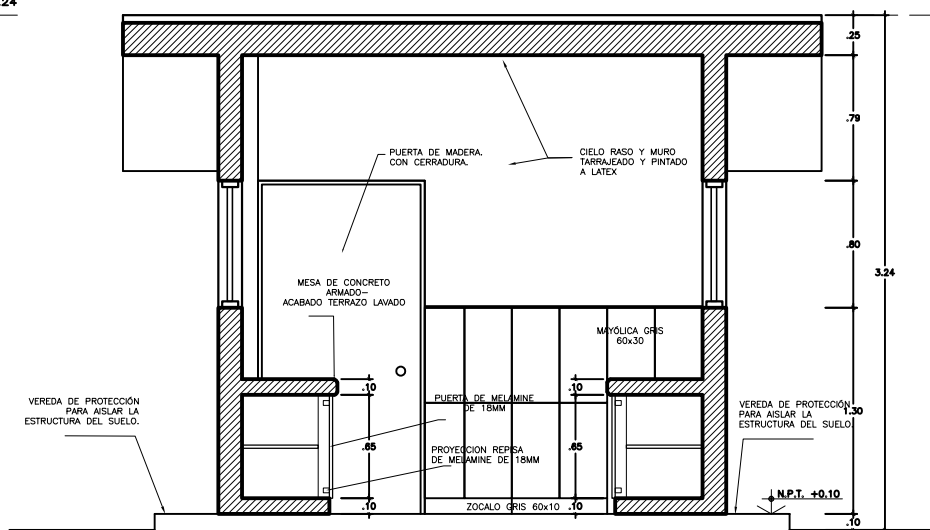 .24
.25
.79
PUERTA DE MADERA.
CON CERRADURA.
CIELO RASO Y MURO
TARRAJEADO Y PINTADO
A LATEX
.80
3.24
MESA DE CONCRETO
ARMADO-
ACABADO TERRAZO LAVADO
MAYÓLICA GRIS
60x30
.10
.10
VEREDA DE PROTECCIÓN
PARA AISLAR LA
ESTRUCTURA DEL SUELO.
PUERTA DE MELAMINE
DE 18MM
VEREDA DE PROTECCIÓN
PARA AISLAR LA
ESTRUCTURA DEL SUELO.
1.30
.65
.65
PROYECCION REPISA
DE MELAMINE DE 18MM
N.P.T. +0.10
.10
ZOCALO GRIS 60x10
.10
.10